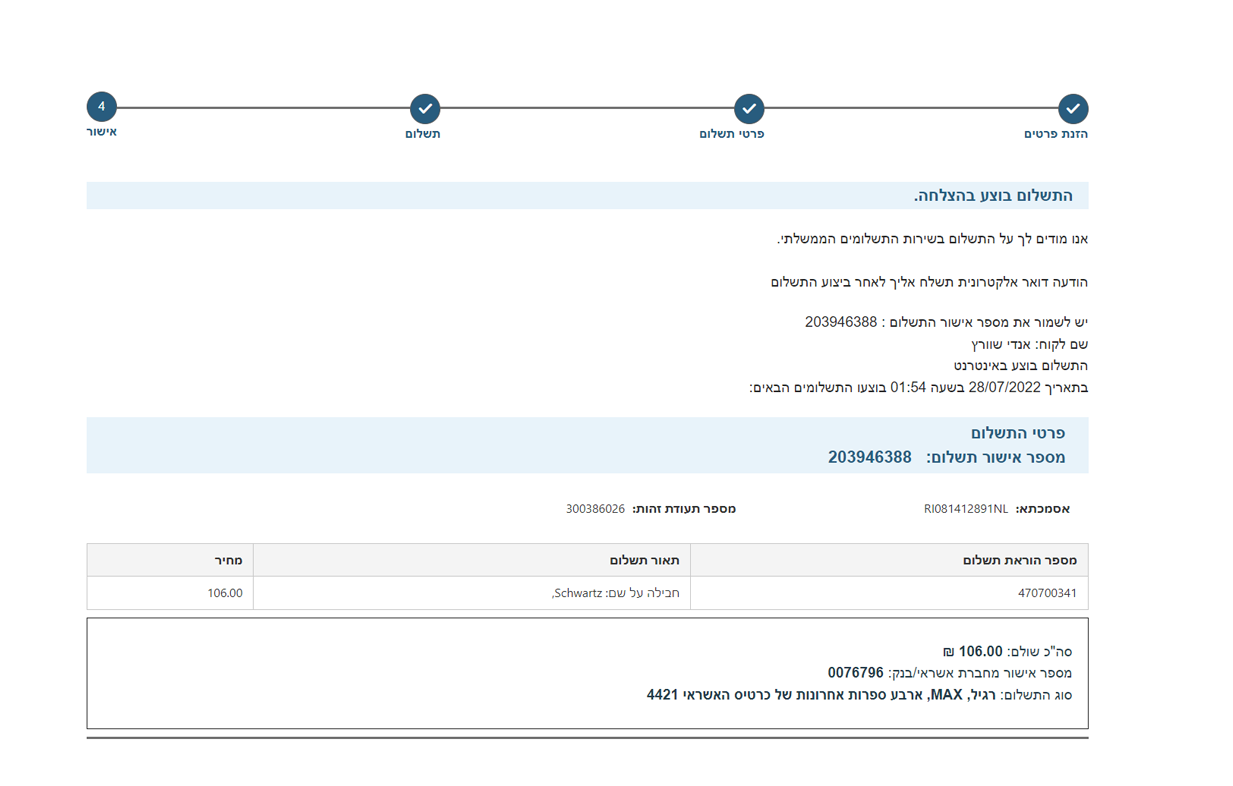 הזנת פרטים
פרטי תשלום
תשלום
4
אישור
התשלום בוצע בהצלחה.
אנו מודים לך על התשלום בשירות התשלומים הממשלתי.
הודעה דואר אלקטרונית תשלח אליך לאחר ביצוע התשלום
יש לשמור את מספר אישור התשלום : 203946388
שם לקוח: אנדי שוורץ
התשלום בוצע באינטרנט
בתאריך 28/07/2022 בשעה 01:54 בוצעו התשלומים הבאים:
פרטי התשלום
מספר אישור תשלום: 203946388
אסמכתא: RI081412891NL מספר תעודת זהות: 300386026
מספר הוראת תשלום תאור תשלום מחיר
470700341 חבילה על שם: Schwartz, 106.00
סה"כ שולם: 106.00 ₪
מספר אישור מחברת אשראי/בנק: 0076796
סוג התשלום: רגיל, MAX, ארבע ספרות אחרונות של כרטיס האשראי 4421